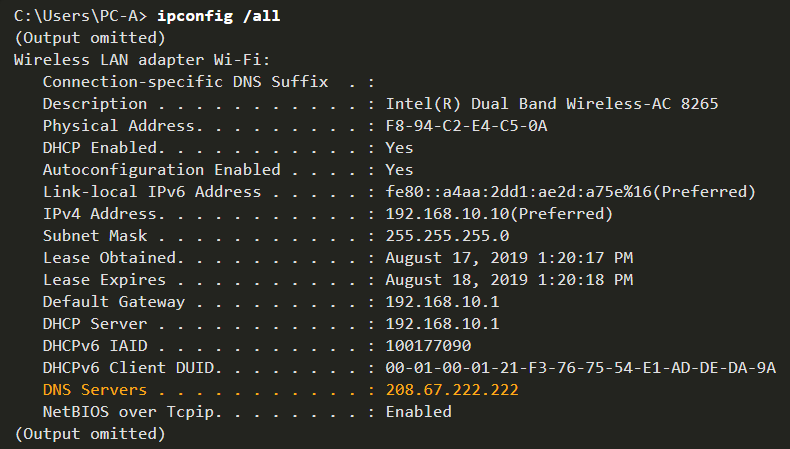 C:\Users\PC-A> ipconfig /all
(Output omitted)
Wireless LAN adapter Wi-Fi:
   Connection-specific DNS Suffix  . :
   Description . . . . . . . . . . . : Intel(R) Dual Band Wireless-AC 8265
   Physical Address. . . . . . . . . : F8-94-C2-E4-C5-0A
   DHCP Enabled. . . . . . . . . . . : Yes
   Autoconfiguration Enabled . . . . : Yes
   Link-local IPv6 Address . . . . . : fe80::a4aa:2dd1:ae2d:a75e%16(Preferred)
   IPv4 Address. . . . . . . . . . . : 192.168.10.10(Preferred)
   Subnet Mask . . . . . . . . . . . : 255.255.255.0
   Lease Obtained. . . . . . . . . . : August 17, 2019 1:20:17 PM
   Lease Expires . . . . . . . . . . : August 18, 2019 1:20:18 PM
   Default Gateway . . . . . . . . . : 192.168.10.1
   DHCP Server . . . . . . . . . . . : 192.168.10.1
   DHCPv6 IAID . . . . . . . . . . . : 100177090
   DHCPv6 Client DUID. . . . . . . . : 00-01-00-01-21-F3-76-75-54-E1-AD-DE-DA-9A
   DNS Servers . . . . . . . . . . . : 208.67.222.222
   NetBIOS over Tcpip. . . . . . . . : Enabled
(Output omitted)